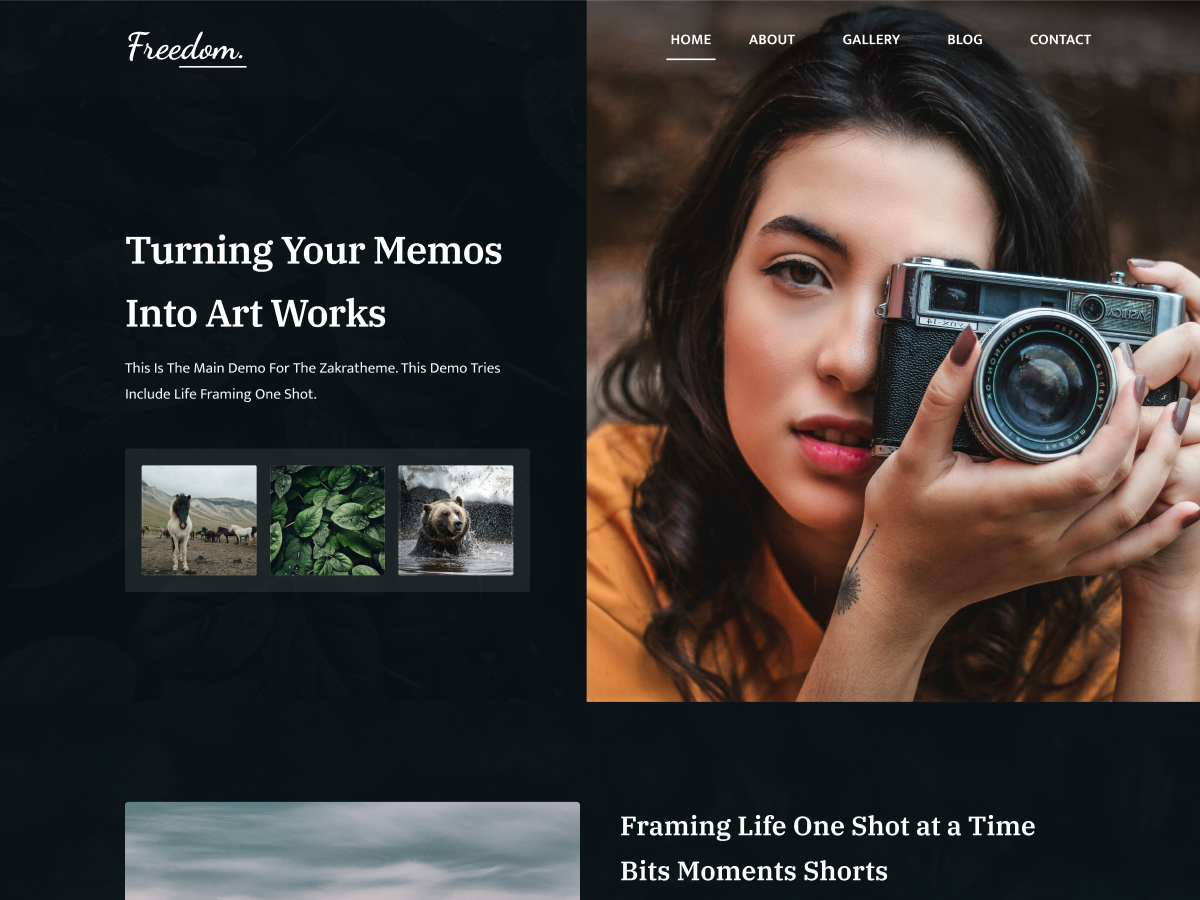 Freedom.
HOME ABOUT GALLERY BLOG CONTACT
Turning Your Memos
Into Art Works
This Is The Main Demo For The Zakratheme. This Demo Tries
Include Life Framing One Shot.
YASHICA
Framing Life One Shot at a Time
Bits Moments Shorts